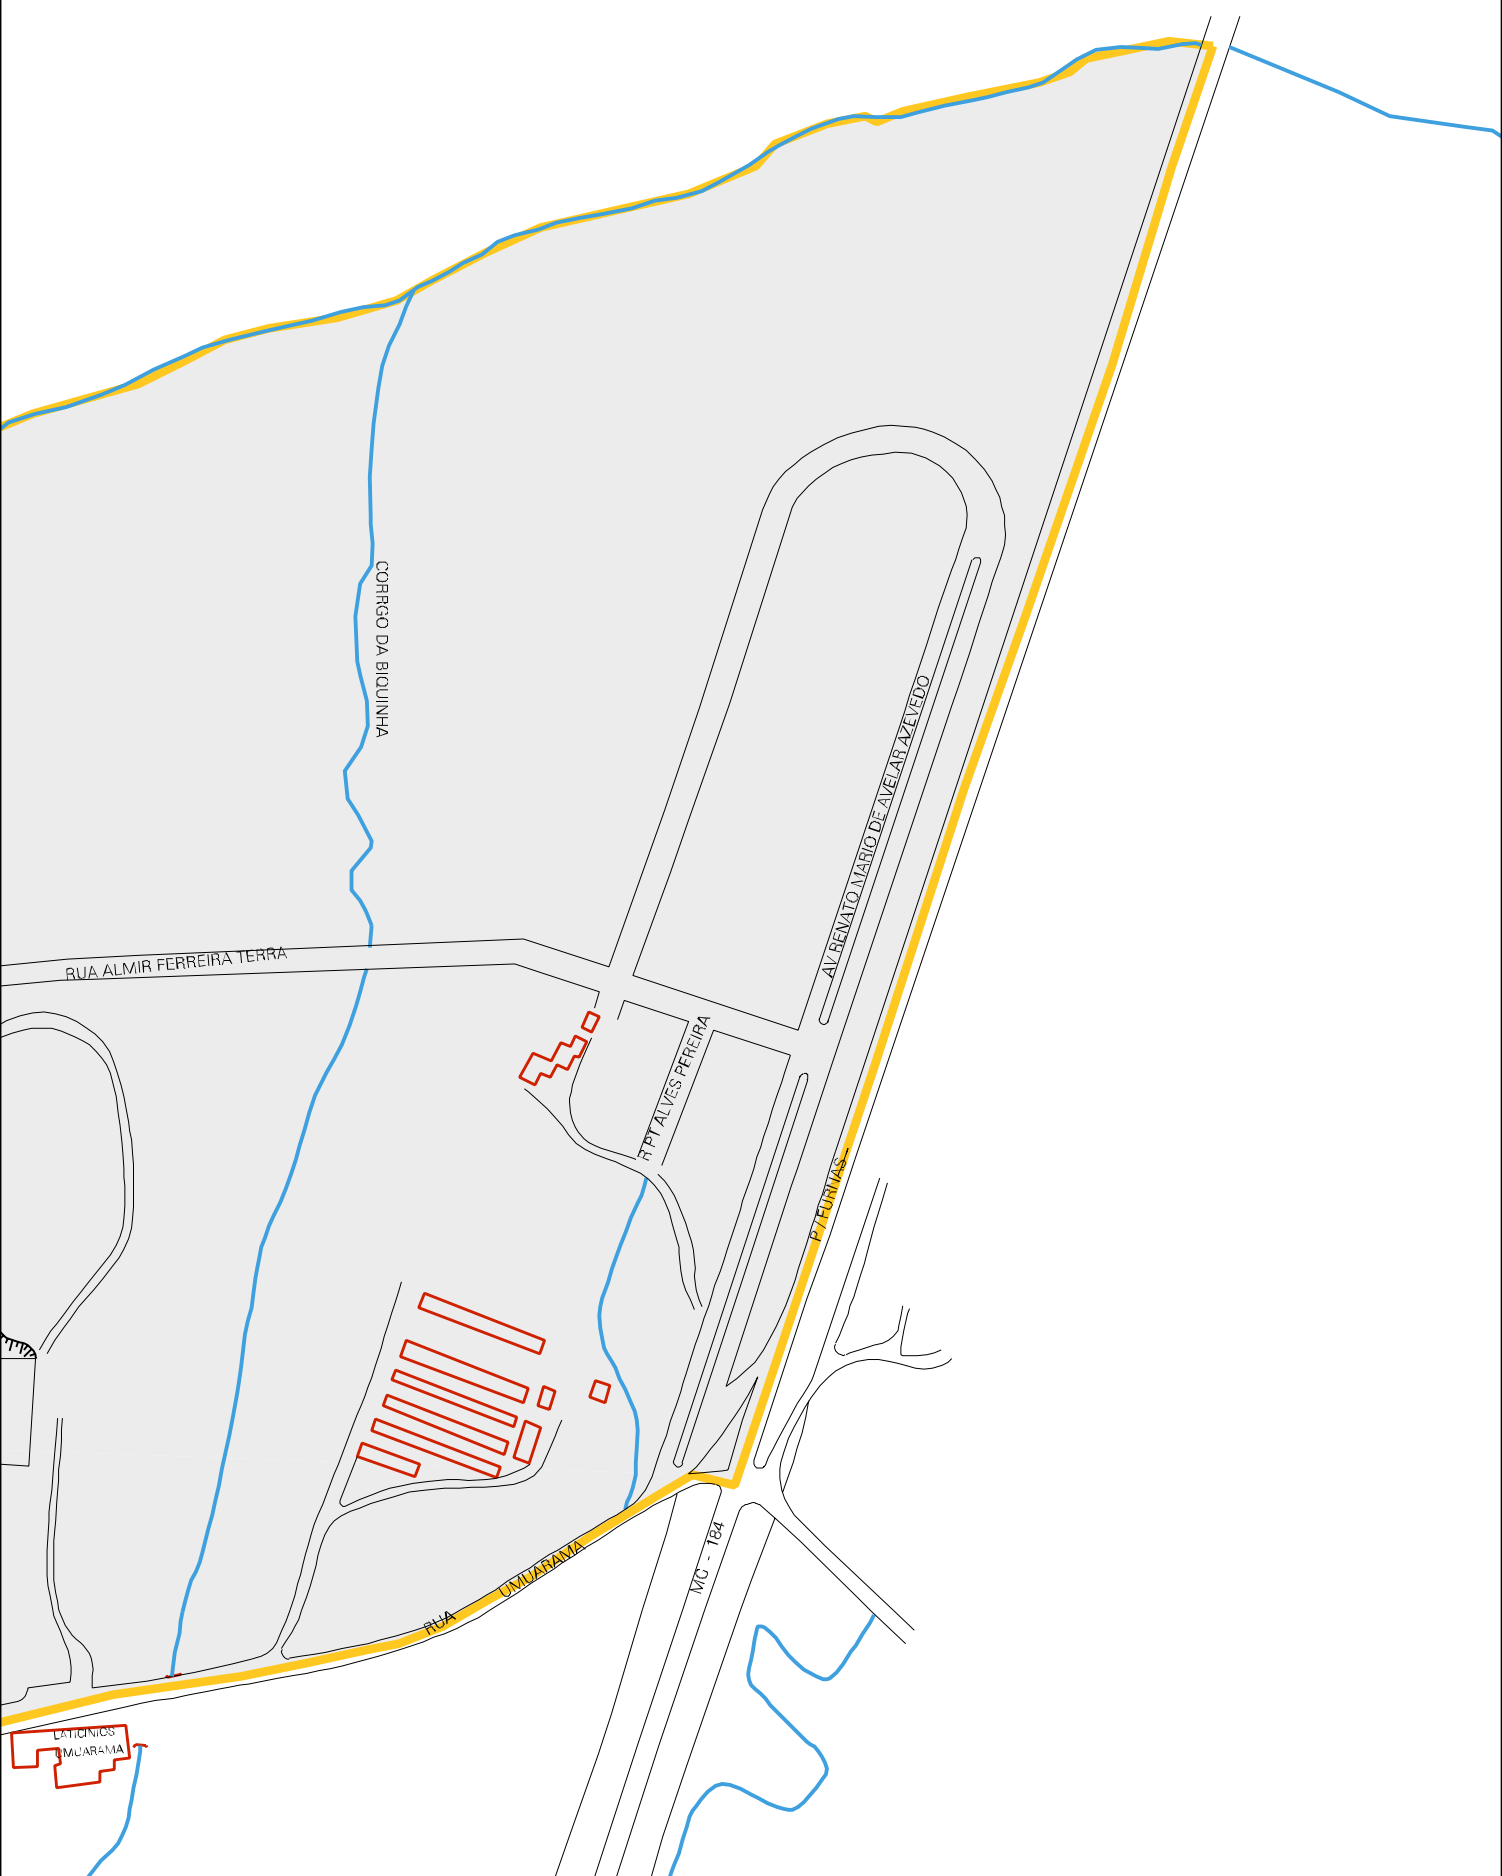 CORRGO DA BIQUINHA
AV RENATO MARIO DE AVELAR AZEVEDO
RUA ALMIR FERREIRA TERRA
R PT ALVES PEREIRA
P / FURNAS
MG - 184
RUA UMUARAMA
LATICINIOS
UMUARAMA